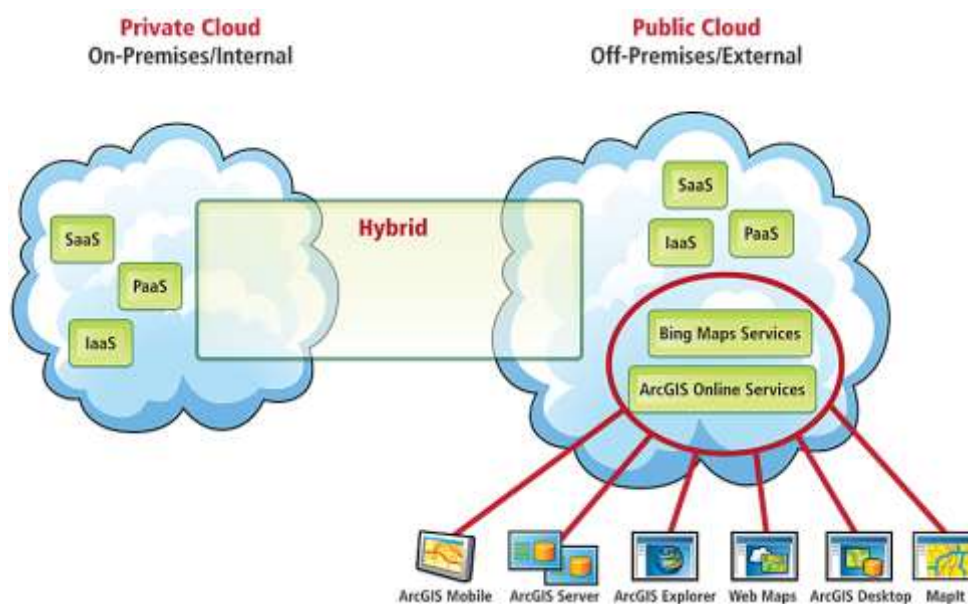 Private Cloud
On-Premises/Internal
Public Cloud
Off-Premises/External
SaaS
PaaS
IaaS
Hybrid
SaaS
IaaS
PaaS
Bing Maps Services
ArcGIS Online Services
ArcGIS Mobile
ArcGIS Server
ArcGIS Explorer
Web Maps
ArcGIS Desktop
MapIt